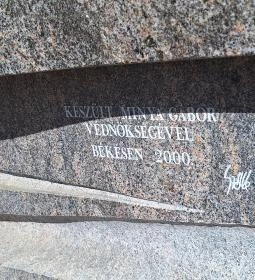 KÉSZÜLT MINYA GÁBOR
VÉDNÖKSÉGÉVEL
BÉKÉSEN 2000.